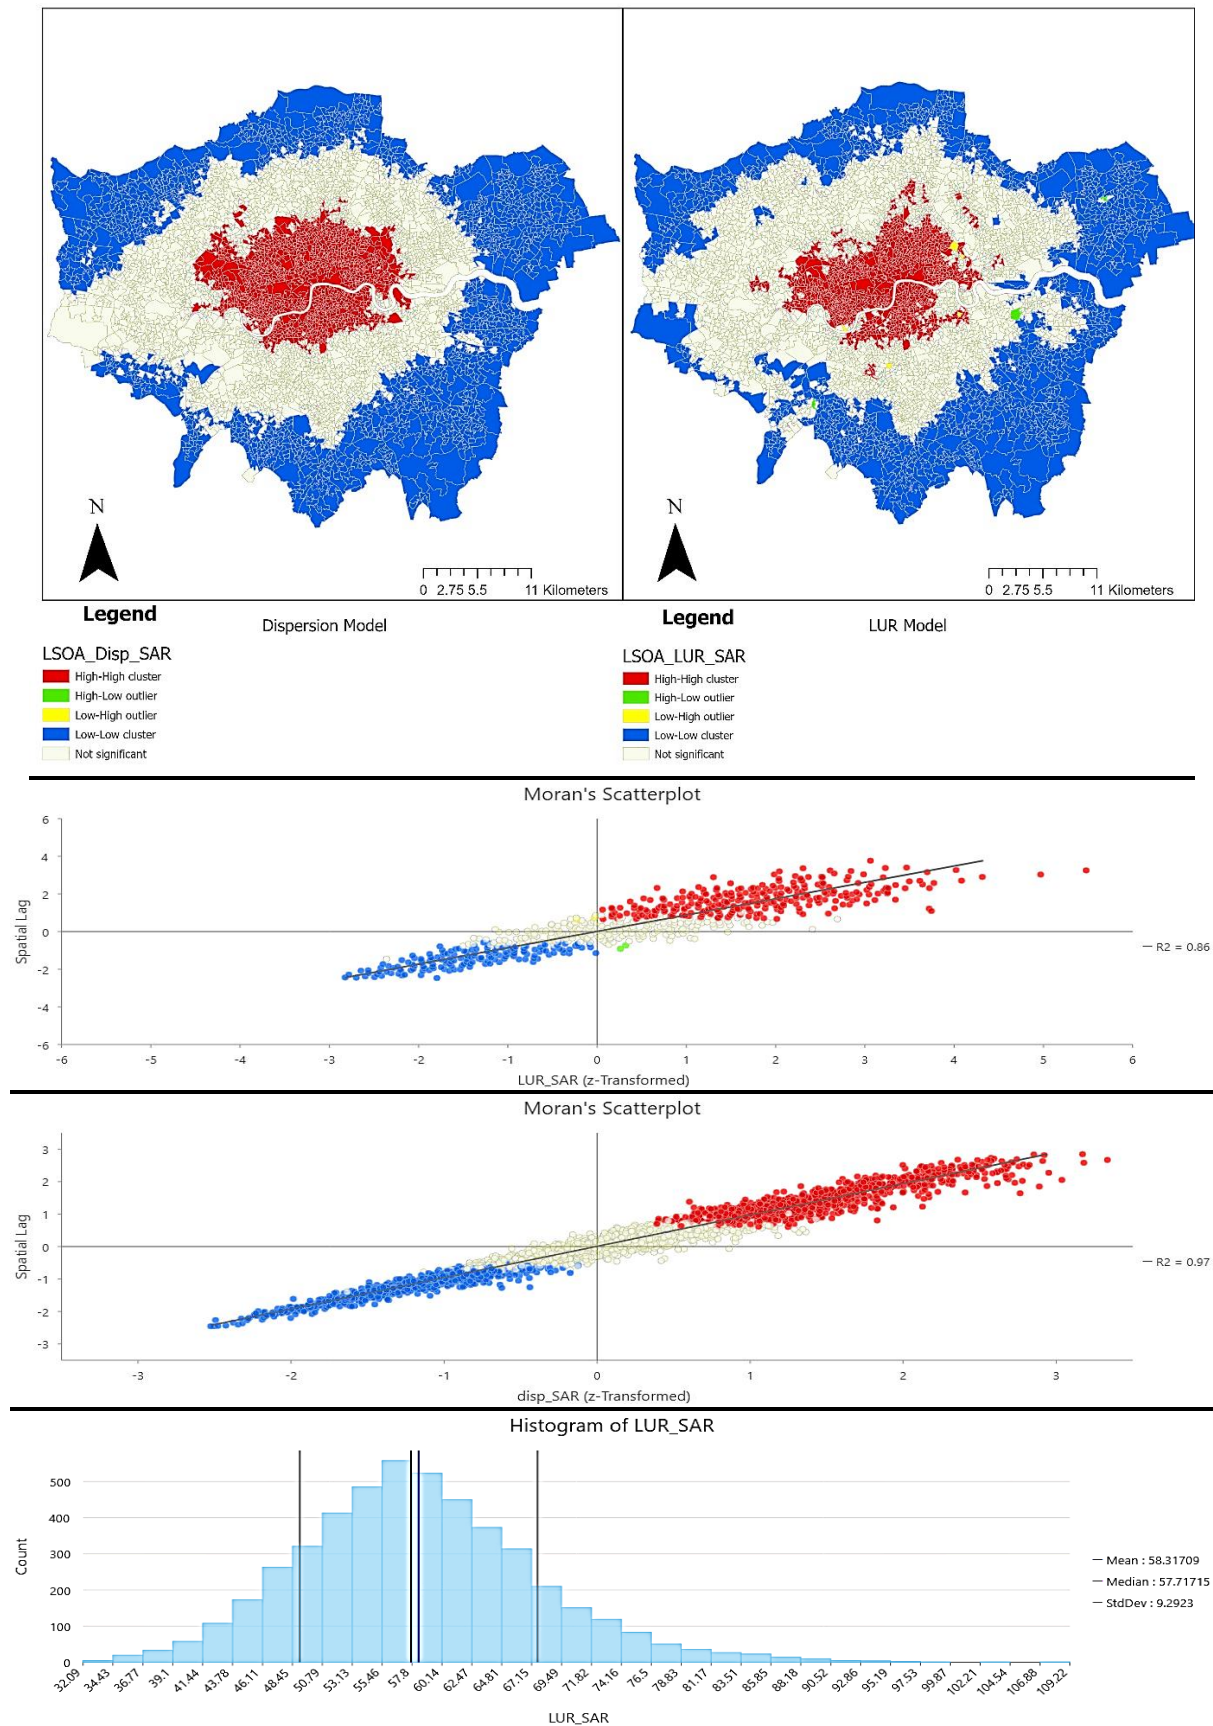 N
0 2.75 5.5 11 Kilometers
N
0 2.75 5.5 11 Kilometers
Legend
Dispersion Model
LSOA_Disp_SAR
High-High cluster
High-Low outlier
Low-High outlier
Low-Low cluster
Not significant
Legend
LUR Model
LSOA_LUR_SAR
High-High cluster
High-Low outlier
Low-High outlier
Low-Low cluster
Not significant
Moran's Scatterplot
6
4
2
0
-2
-4
-6
Spatial Lag
-6 -5 -4 -3 -2 -1 0 1 2 3 4 5 6
LUR_SAR (z-Transformed)
R2 = 0.86
Moran's Scatterplot
3
2
1
0
-1
-2
-3
Spatial Lag
-3 -2 -1 0 1 2 3
disp_SAR (z-Transformed)
R2 = 0.97
Histogram of LUR_SAR
500
400
300
200
100
0
Count
32.09 34.43 36.77 39.1 41.44 43.78 46.11 48.45 50.79 53.13 55.46 57.8 60.14 62.47 64.81 67.15 69.49 71.82 74.16 76.5 78.83 81.17 83.51 85.85 88.18 90.52 92.86 95.19 97.53 99.87 102.21 104.54 106.88 109.22
LUR_SAR
Mean : 58.31709
Median : 57.71715
StdDev : 9.2923